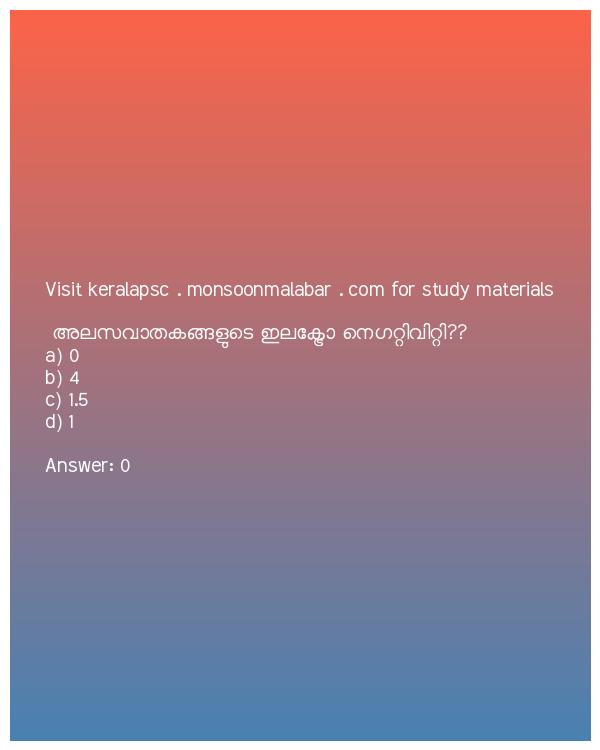 Visit keralapsc . monsoonmalabar . com for study materials
അലസവാതകങ്ങളുടെ ഇലക്ട്രോ നെഗറ്റിവിറ്റി??
a) 0
b) 4
c) 1.5
d) 1
Answer: 0